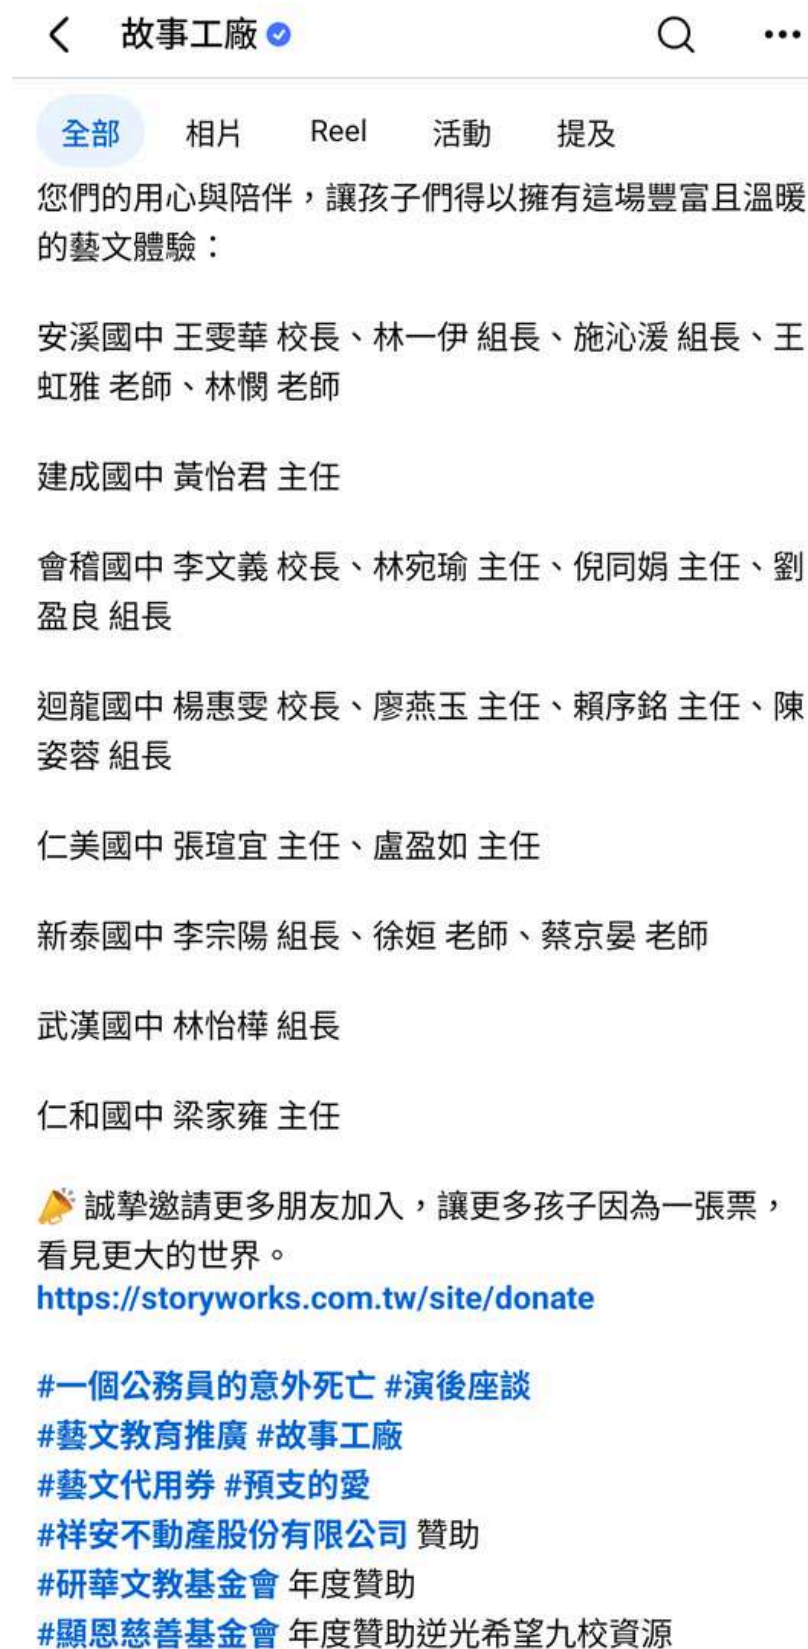 故事工廠
全部 相片 Reel 活動 提及
您們的用心與陪伴，讓孩子們得以擁有這場豐富且溫暖
的藝文體驗：
安溪國中 王雯華 校長、林一伊 組長、施沁湲 組長、王
虹雅 老師、林憫 老師
建成國中 黃怡君 主任
會稽國中 李文義 校長、林宛瑜 主任、倪同娟 主任、劉
盈良 組長
迴龍國中 楊惠雯 校長、廖燕玉 主任、賴序銘 主任、陳
姿蓉 組長
仁美國中 張瑄宜 主任、盧盈如 主任
新泰國中 李宗陽 組長、徐姮 老師、蔡京晏 老師
武漢國中 林怡樺 組長
仁和國中 梁家雍 主任
📣 誠摯邀請更多朋友加入，讓更多孩子因為一張票，
看見更大的世界。
https://storyworks.com.tw/site/donate
#一個公務員的意外死亡 #演後座談
#藝文教育推廣 #故事工廠
#藝文代用券 #預支的愛
#祥安不動產股份有限公司 贊助
#研華文教基金會 年度贊助
#顯恩慈善基金會 年度贊助逆光希望九校資源